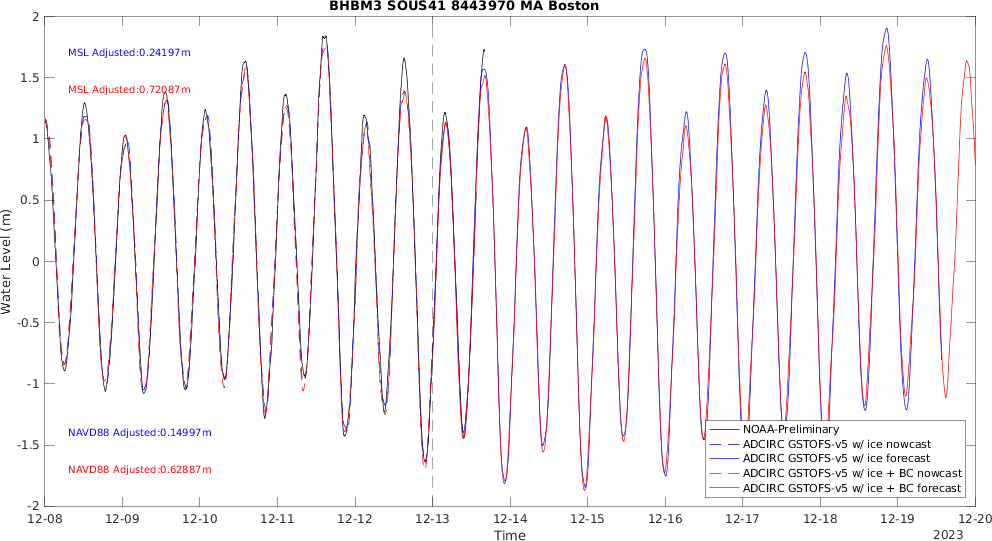 BHBM3 SOUS41 8443970 MA Boston
2
1.5
1
0.5
0
-0.5
-1
-1.5
-2
Water Level (m)
MSL Adjusted:0.24197m
MSL Adjusted:0.72087m
NAVD88 Adjusted:0.14997m
NAVD88 Adjusted:0.62887m
NOAA-Preliminary
ADCIRC GSTOFS-v5 w/ ice nowcast
ADCIRC GSTOFS-v5 w/ ice forecast
ADCIRC GSTOFS-v5 w/ ice + BC nowcast
ADCIRC GSTOFS-v5 w/ ice + BC forecast
12-08 12-09 12-10 12-11 12-12 12-13 12-14 12-15 12-16 12-17 12-18 12-19 12-20
Time
2023